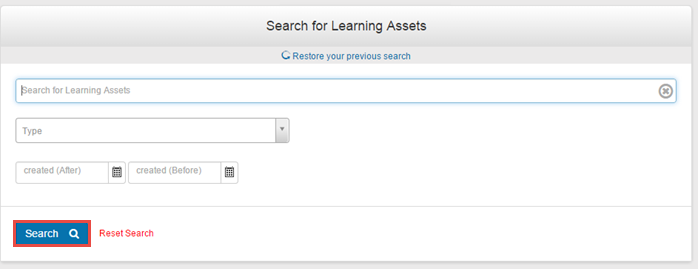 Search for Learning Assets
Restore your previous search
Search for Learning Assets
Type
created (After) created (Before)
Search Reset Search